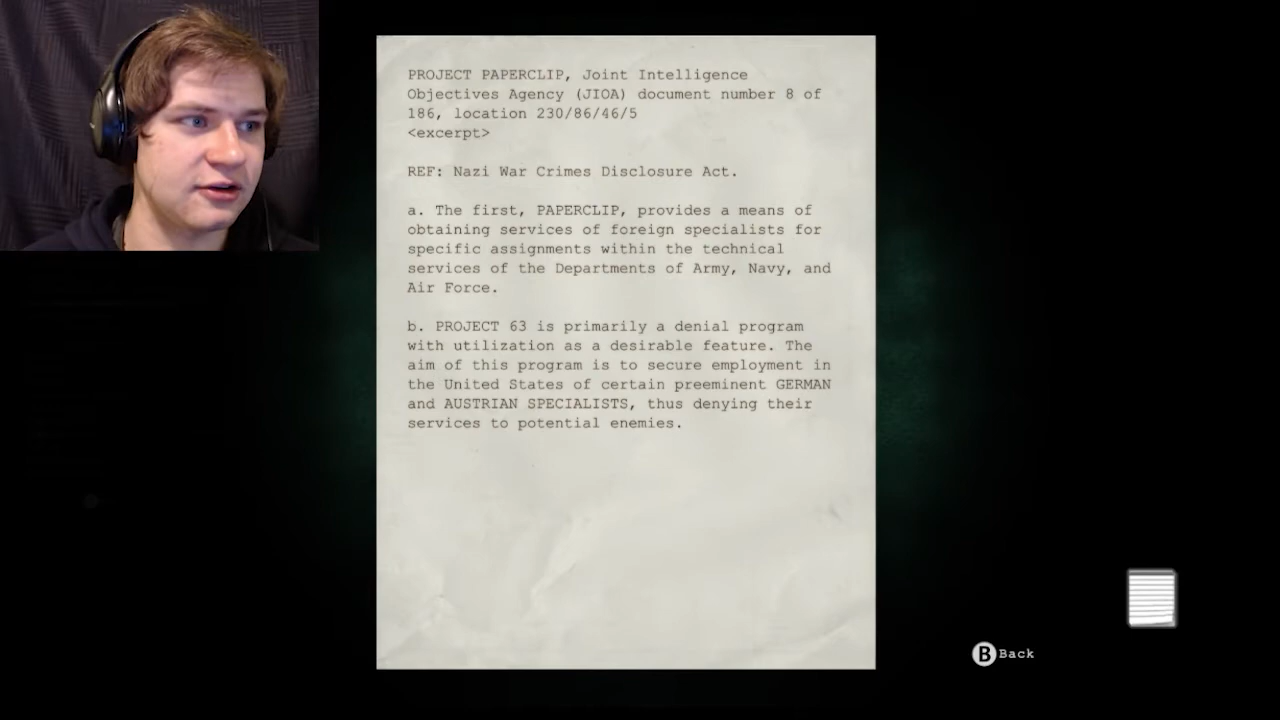 PROJECT PAPERCLIP, Joint Intelligence
Objectives Agency (JIOA) document number 8 of
186, location 230/86/46/5
<excerpt>
REF: Nazi War Crimes Disclosure Act.
a. The first, PAPERCLIP, provides a means of
obtaining services of foreign specialists for
specific assignments within the technical
services of the Departments of Army, Navy, and
Air Force.
b. PROJECT 63 is primarily a denial program
with utilization as a desirable feature. The
aim of this program is to secure employment in
the United States of certain preeminent GERMAN
and AUSTRIAN SPECIALISTS, thus denying their
services to potential enemies.
B Back